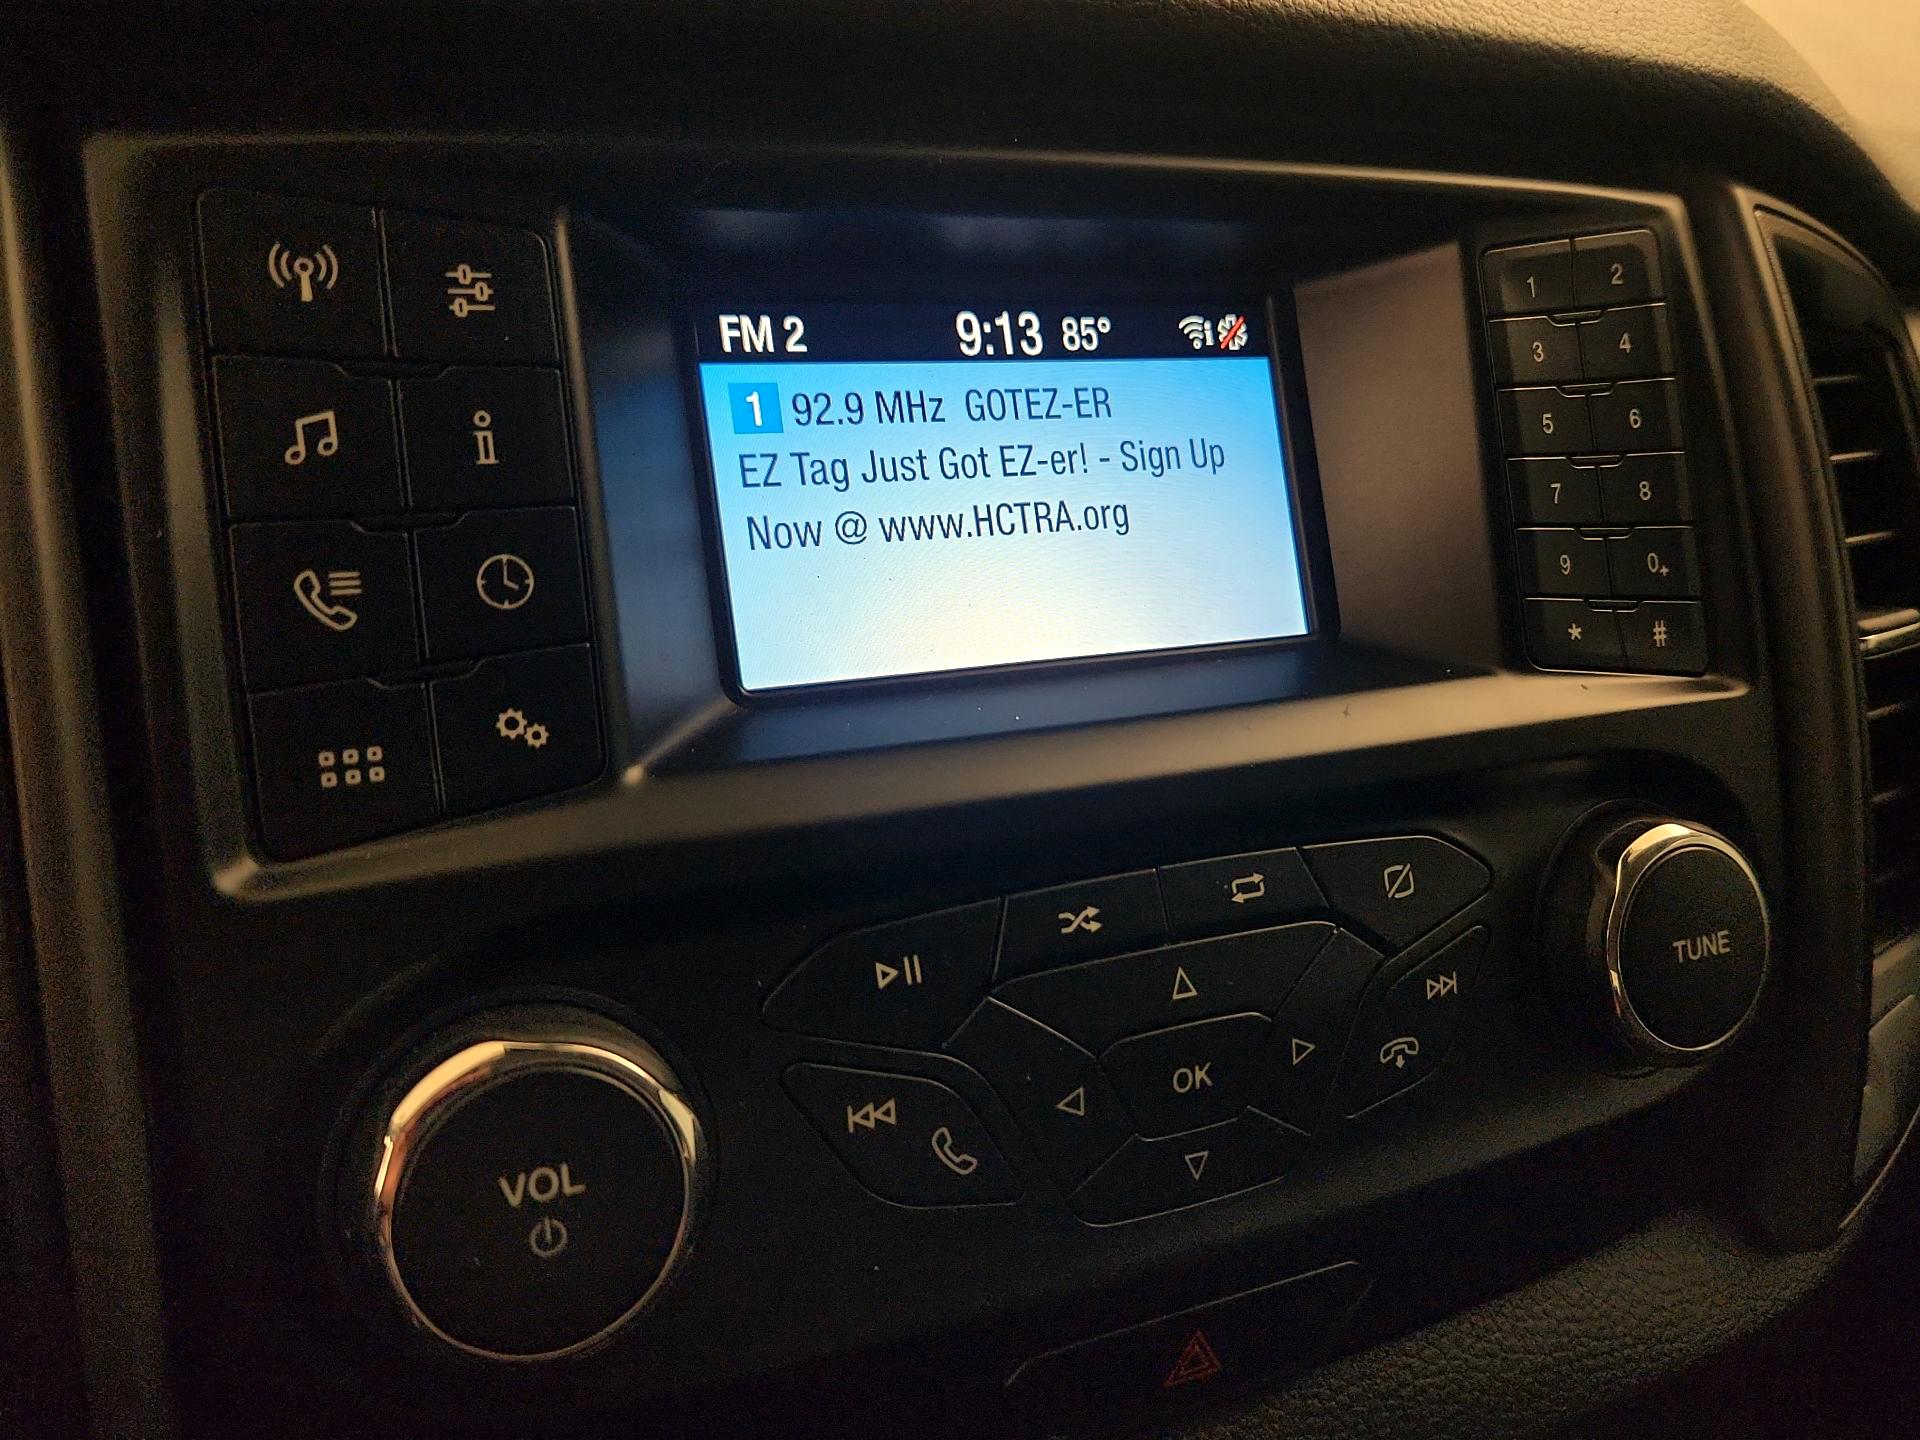 FM 2 9:13 85°
1 92.9 MHz GOTEZ-ER
EZ Tag Just Got EZ-er! - Sign Up
Now @ www.HCTRA.org
1 2
3 4
5 6
7 8
9 0+
* #
TUNE
OK
VOL